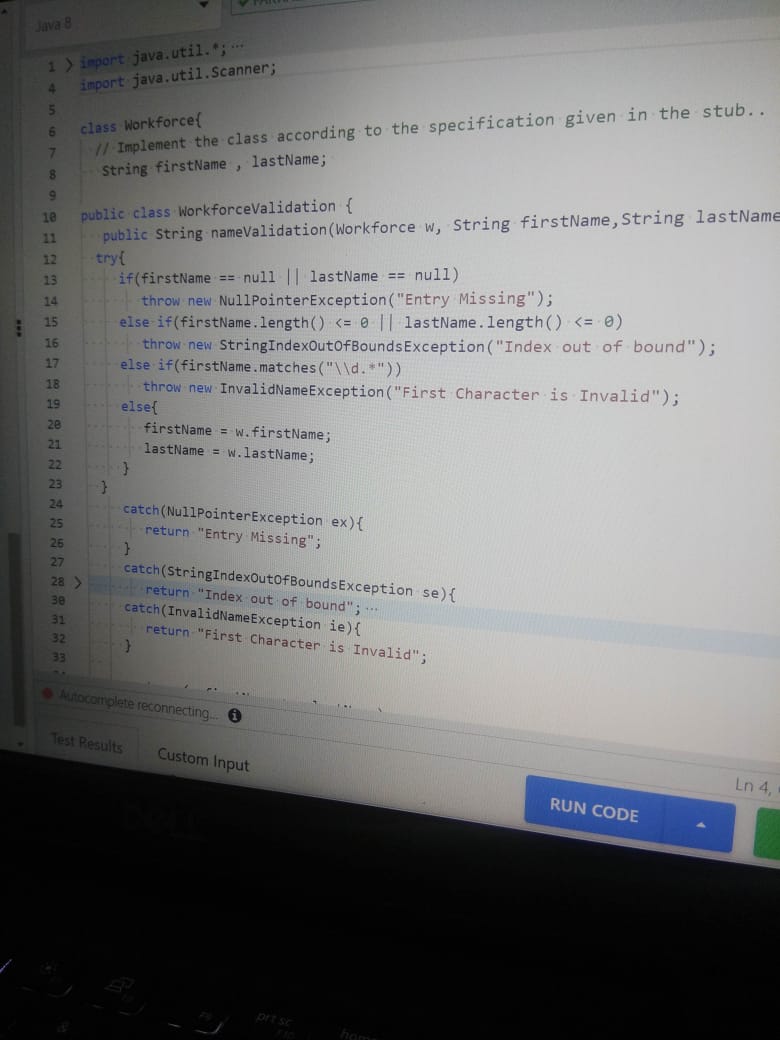 Java 8
1 > import java.util.*; ...
4 import java.util.Scanner;
5
6 class Workforce{
7 // Implement the class according to the specification given in the stub..
8 String firstName , lastName;
9
10 public class WorkforceValidation {
11 public String nameValidation(Workforce w, String firstName,String lastName
12 try{
13 if(firstName == null || lastName == null)
14 throw new NullPointerException("Entry Missing");
15 else if(firstName.length() <= 0 || lastName.length() <= 0)
16 throw new StringIndexOutOfBoundsException("Index out of bound");
17 else if(firstName.matches("\\d.*"))
18 throw new InvalidNameException("First Character is Invalid");
19 else{
20 firstName = w.firstName;
21 lastName = w.lastName;
22 }
23 }
24 catch(NullPointerException ex){
25 return "Entry Missing";
26 }
27 catch(StringIndexOutOfBoundsException se){
28 > return "Index out of bound"; ...
30 catch(InvalidNameException ie){
31 return "First Character is Invalid";
32 }
33
Autocomplete reconnecting...
Test Results Custom Input
Ln 4,
RUN CODE
DELL
prt sc
home